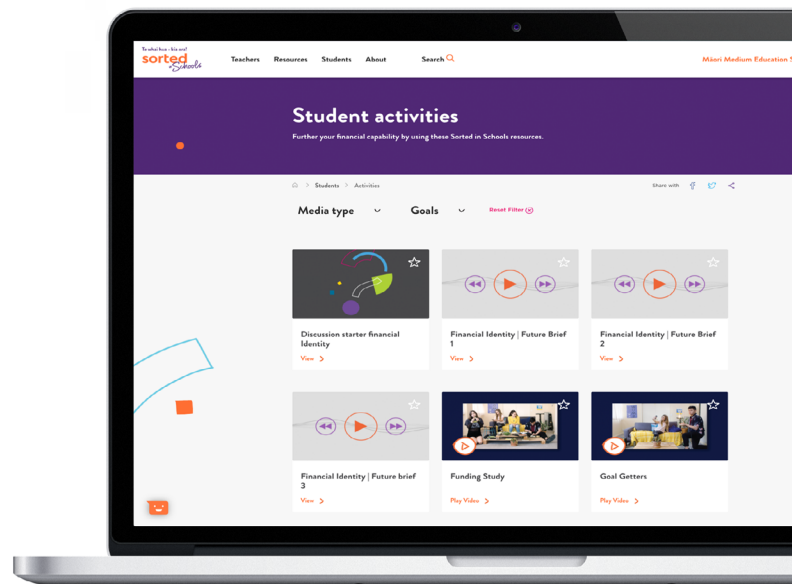 Te whai hua - kia ora!
sorted
in Schools
Teachers Resources Students About Search
Māori Medium Education S
Student activities
Further your financial capability by using these Sorted in Schools resources.
Students > Activities
Share with
Media type Goals Reset Filter
Discussion starter financial
Identity
View >
Financial Identity | Future Brief
1
View >
Financial Identity | Future Brief
2
View >
Financial Identity | Future brief
3
View >
Funding Study
Play Video >
Goal Getters
Play Video >